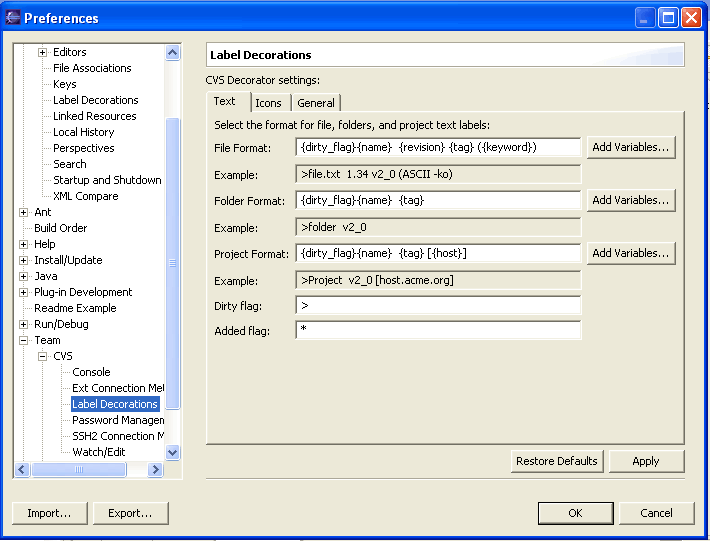 Preferences
Editors
File Associations
Keys
Label Decorations
Linked Resources
Local History
Perspectives
Search
Startup and Shutdown
XML Compare
Ant
Build Order
Help
Install/Update
Java
Plug-in Development
Readme Example
Run/Debug
Team
CVS
Console
Ext Connection Met
Label Decorations
Password Managem
SSH2 Connection M
Watch/Edit
Label Decorations
CVS Decorator settings:
Text Icons General
Select the format for file, folders, and project text labels:
File Format: {dirty_flag}{name}  {revision} {tag} ({keyword}) Add Variables...
Example: >file.txt  1.34 v2_0 (ASCII -ko)
Folder Format: {dirty_flag}{name}  {tag} Add Variables...
Example: >folder  v2_0
Project Format: {dirty_flag}{name}  {tag} [{host}] Add Variables...
Example: >Project  v2_0 [host.acme.org]
Dirty flag: >
Added flag: *
Restore Defaults Apply
Import... Export... OK Cancel